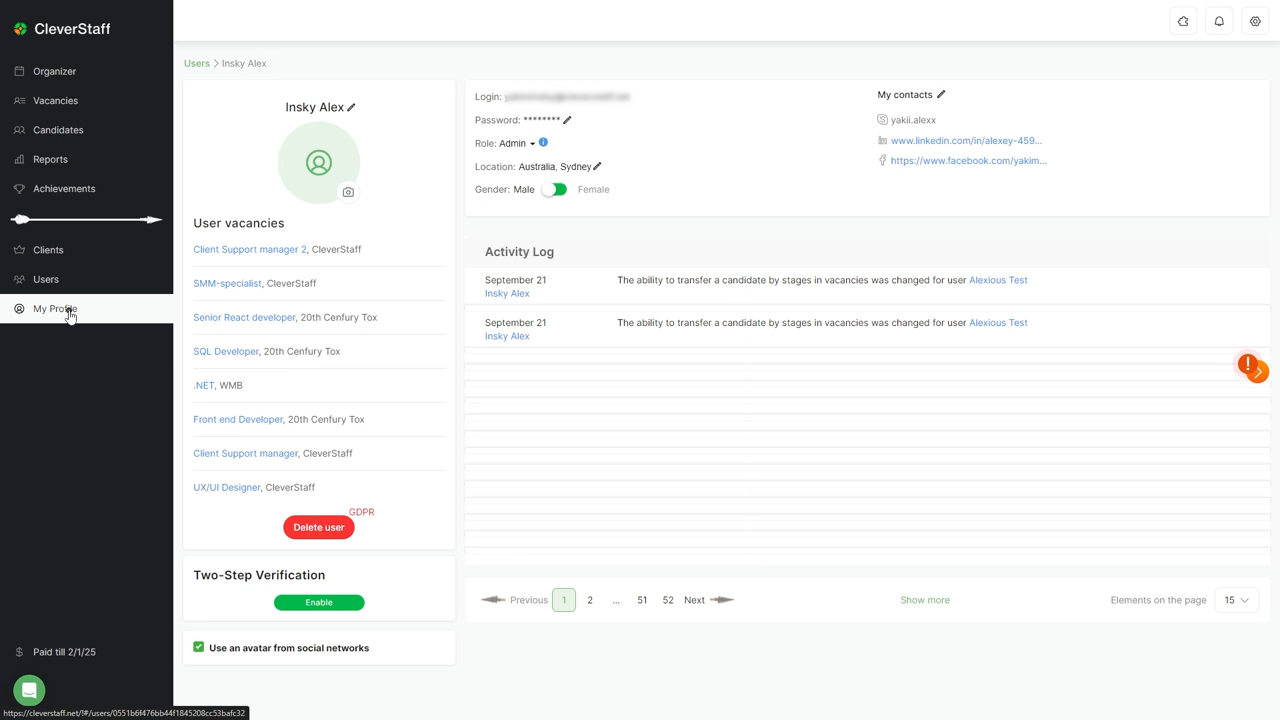 CleverStaff
Organizer
Vacancies
Candidates
Reports
Achievements
Clients
Users
My Profile
Paid till 2/1/25
https://cleverstaff.net/!#/users/0551b6f476bb44f1845208cc53bafc32
Users > Insky Alex
Insky Alex
User vacancies
Client Support manager 2, CleverStaff
SMM-specialist, CleverStaff
Senior React developer, 20th Cenfury Tox
SQL Developer, 20th Cenfury Tox
.NET, WMB
Front end Developer, 20th Cenfury Tox
Client Support manager, CleverStaff
UX/UI Designer, CleverStaff
GDPR
Delete user
Two-Step Verification
Enable
Use an avatar from social networks
Login:
Password: ********
Role: Admin
Location: Australia, Sydney
Gender: Male Female
My contacts
yakii.alexx
www.linkedin.com/in/alexey-459...
https://www.facebook.com/yakim...
Activity Log
September 21 The ability to transfer a candidate by stages in vacancies was changed for user Alexious Test
Insky Alex
September 21 The ability to transfer a candidate by stages in vacancies was changed for user Alexious Test
Insky Alex
Previous 1 2 ... 51 52 Next Show more Elements on the page 15